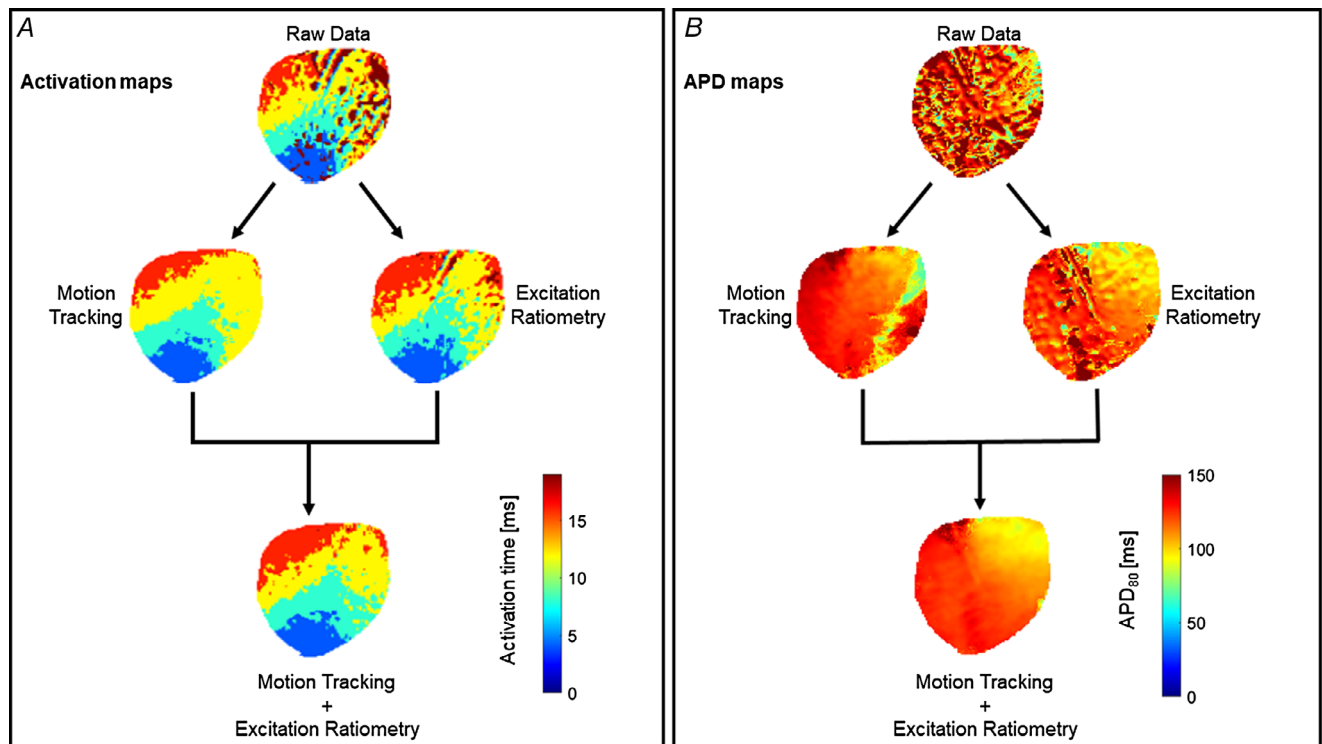 A
Raw Data
Activation maps
Motion
Tracking
Excitation
Ratiometry
Activation time [ms]
15
10
5
0
Motion Tracking
+
Excitation Ratiometry
B
Raw Data
APD maps
Motion
Tracking
Excitation
Ratiometry
APD80 [ms]
150
100
50
0
Motion Tracking
+
Excitation Ratiometry